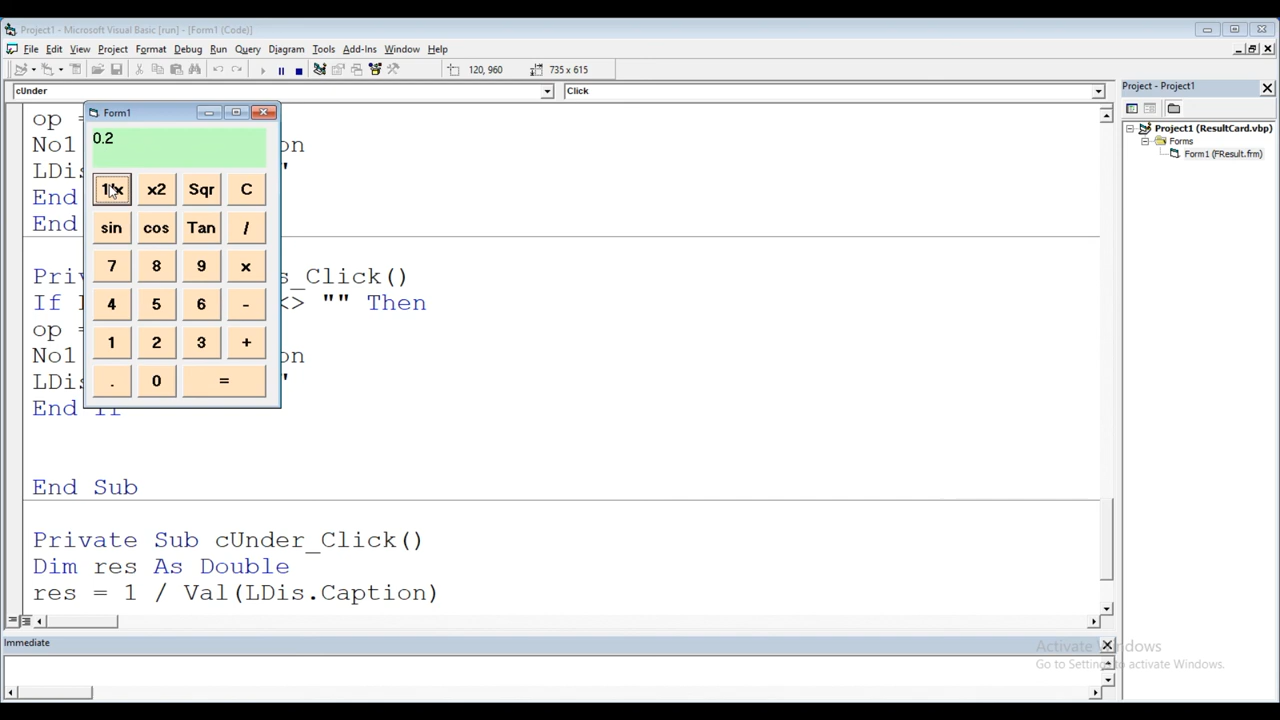 Project1 - Microsoft Visual Basic [run] - [Form1 (Code)]
File Edit View Project Format Debug Run Query Diagram Tools Add-Ins Window Help
120, 960 735 x 615
cUnder Click
Project - Project1
Form1
0.2
x2 Sqr C
sin cos Tan /
7 8 9 x
4 5 6 -
1 2 3 +
. 0 =
Project1 (ResultCard.vbp)
Forms
Form1 (FResult.frm)
op =
No1 on
LDis "
End
End
Priv s_Click()
If <> "" Then
op =
No1 on
LDis "
End If
End Sub
Private Sub cUnder_Click()
Dim res As Double
res = 1 / Val(LDis.Caption)
Immediate
Activate Windows
Go to Settings to activate Windows.